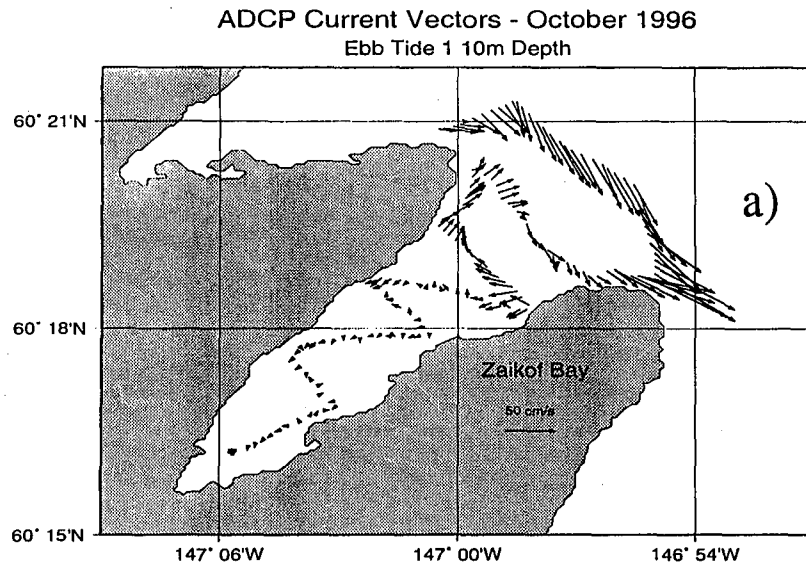 ADCP Current Vectors - October 1996
Ebb Tide 1 10m Depth
60° 21'N
a)
60° 18'N
Zaikof Bay
50 cm/s
60° 15'N
147° 06'W
147° 00'W
146° 54'W